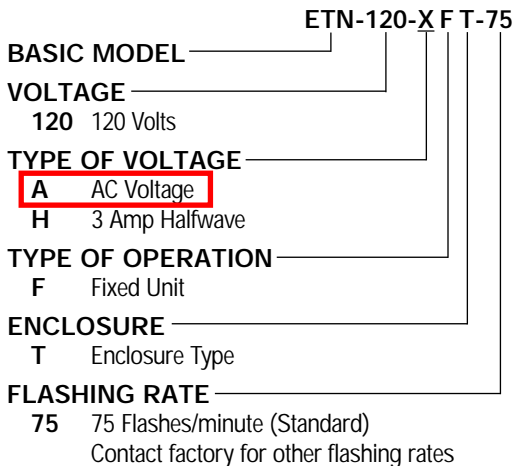 ETN-120-X F T-75
BASIC MODEL
VOLTAGE
120 120 Volts
TYPE OF VOLTAGE
A AC Voltage
H 3 Amp Halfwave
TYPE OF OPERATION
F Fixed Unit
ENCLOSURE
T Enclosure Type
FLASHING RATE
75 75 Flashes/minute (Standard)
Contact factory for other flashing rates